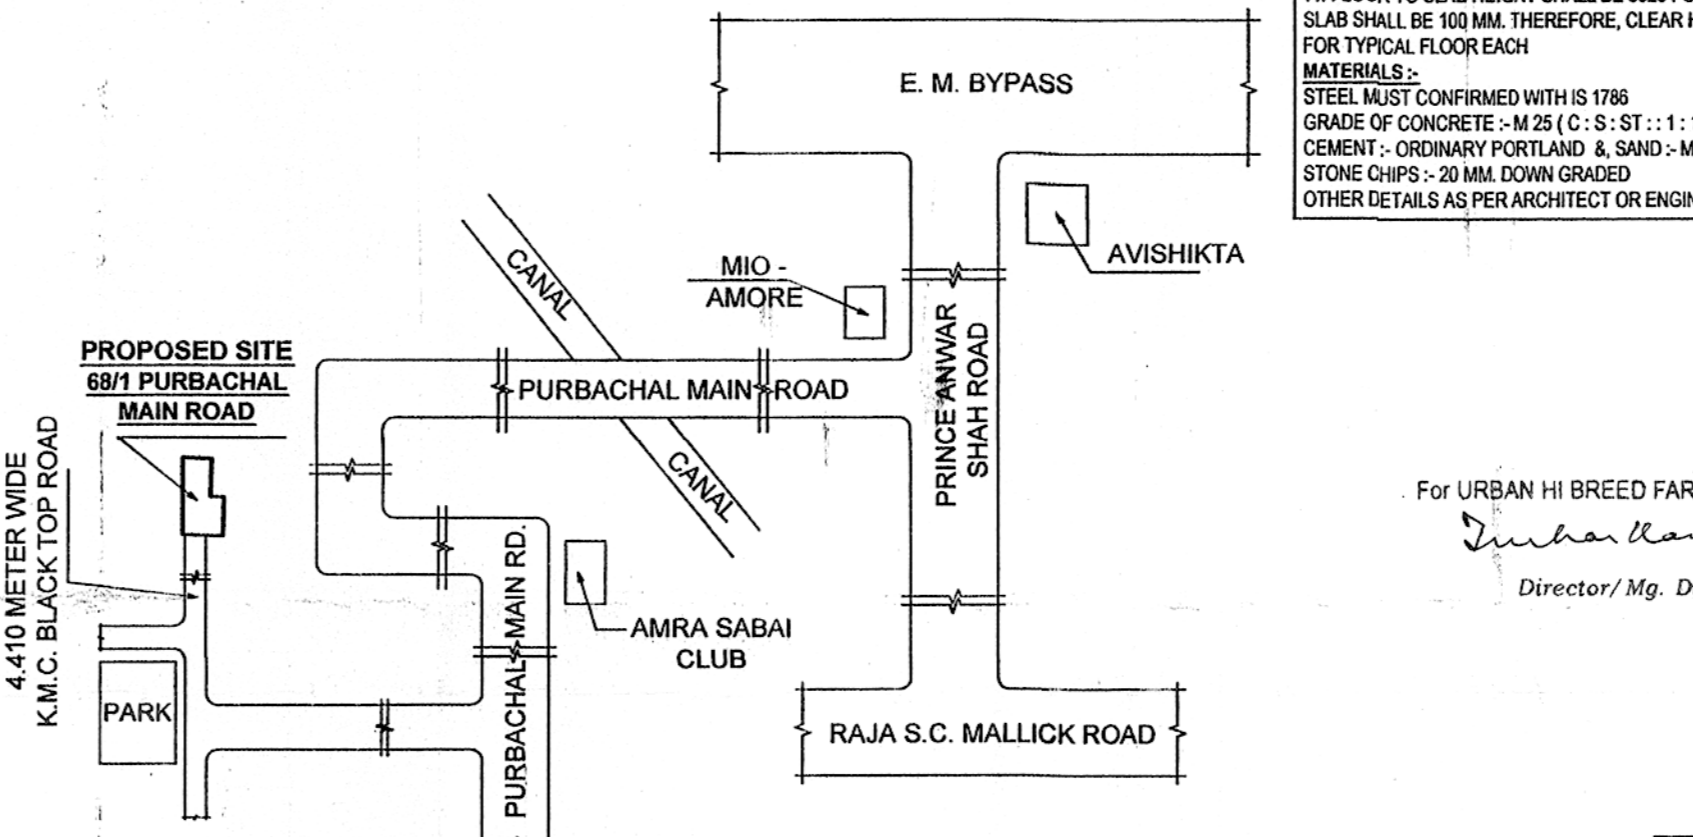 SLAB SHALL BE 100 MM. THEREFORE, CLEAR
FOR TYPICAL FLOOR EACH
MATERIALS :-
STEEL MUST CONFIRMED WITH IS 1786
GRADE OF CONCRETE :- M 25 ( C : S : ST : : 1 :
CEMENT :- ORDINARY PORTLAND &, SAND :- M
STONE CHIPS :- 20 MM. DOWN GRADED
OTHER DETAILS AS PER ARCHITECT OR
E. M. BYPASS
AVISHIKTA
MIO -
AMORE
CANAL
PRINCE ANWAR
SHAH ROAD
PROPOSED SITE
68/1 PURBACHAL
MAIN ROAD
PURBACHAL MAIN ROAD
CANAL
4.410 METER WIDE
K.M.C. BLACK TOP ROAD
For URBAN HI BREED
Director/ Mg. D
PURBACHAL MAIN RD.
AMRA SABAI
CLUB
PARK
RAJA S.C. MALLICK ROAD